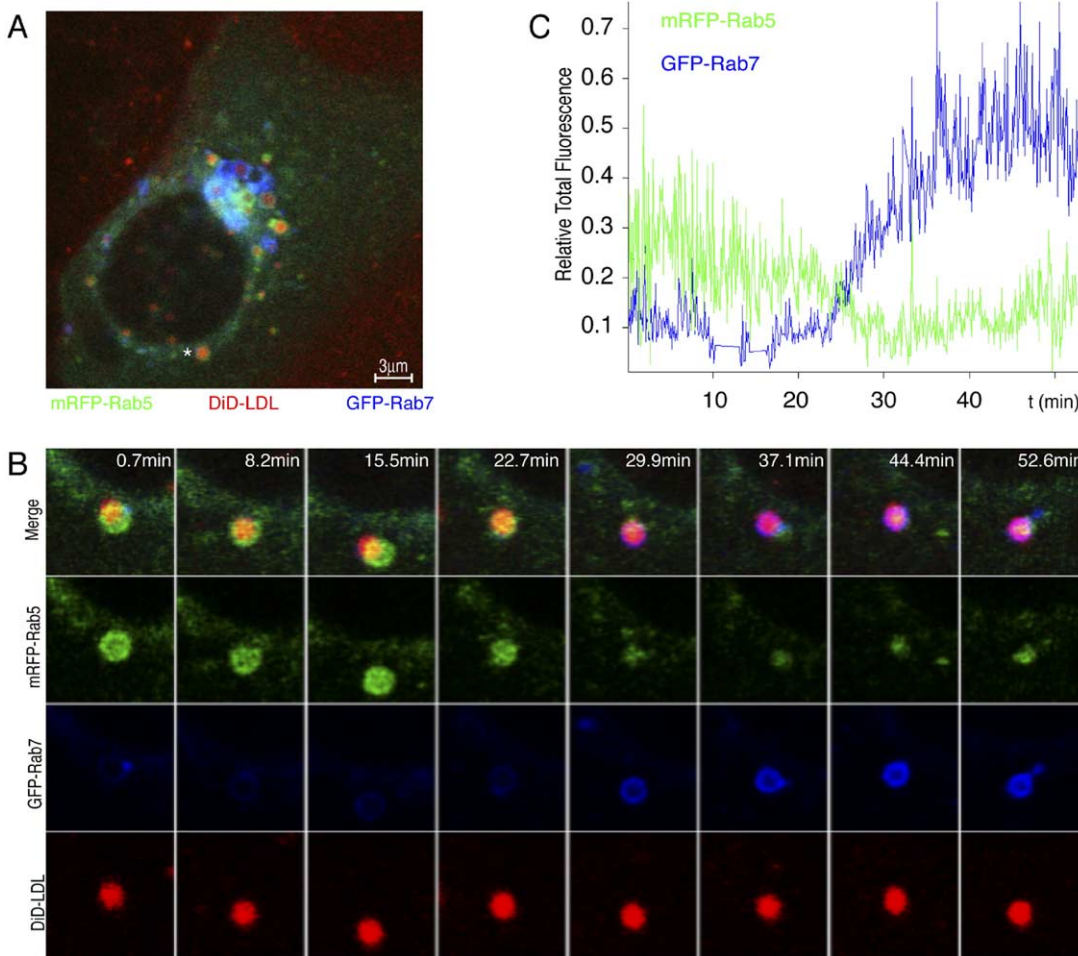 A
3μm
mRFP-Rab5 DiD-LDL GFP-Rab7
C
mRFP-Rab5
GFP-Rab7
Relative Total Fluorescence
0.7
0.6
0.5
0.4
0.3
0.2
0.1
10 20 30 40 t (min)
B
0.7min 8.2min 15.5min 22.7min 29.9min 37.1min 44.4min 52.6min
Merge
mRFP-Rab5
GFP-Rab7
DiD-LDL